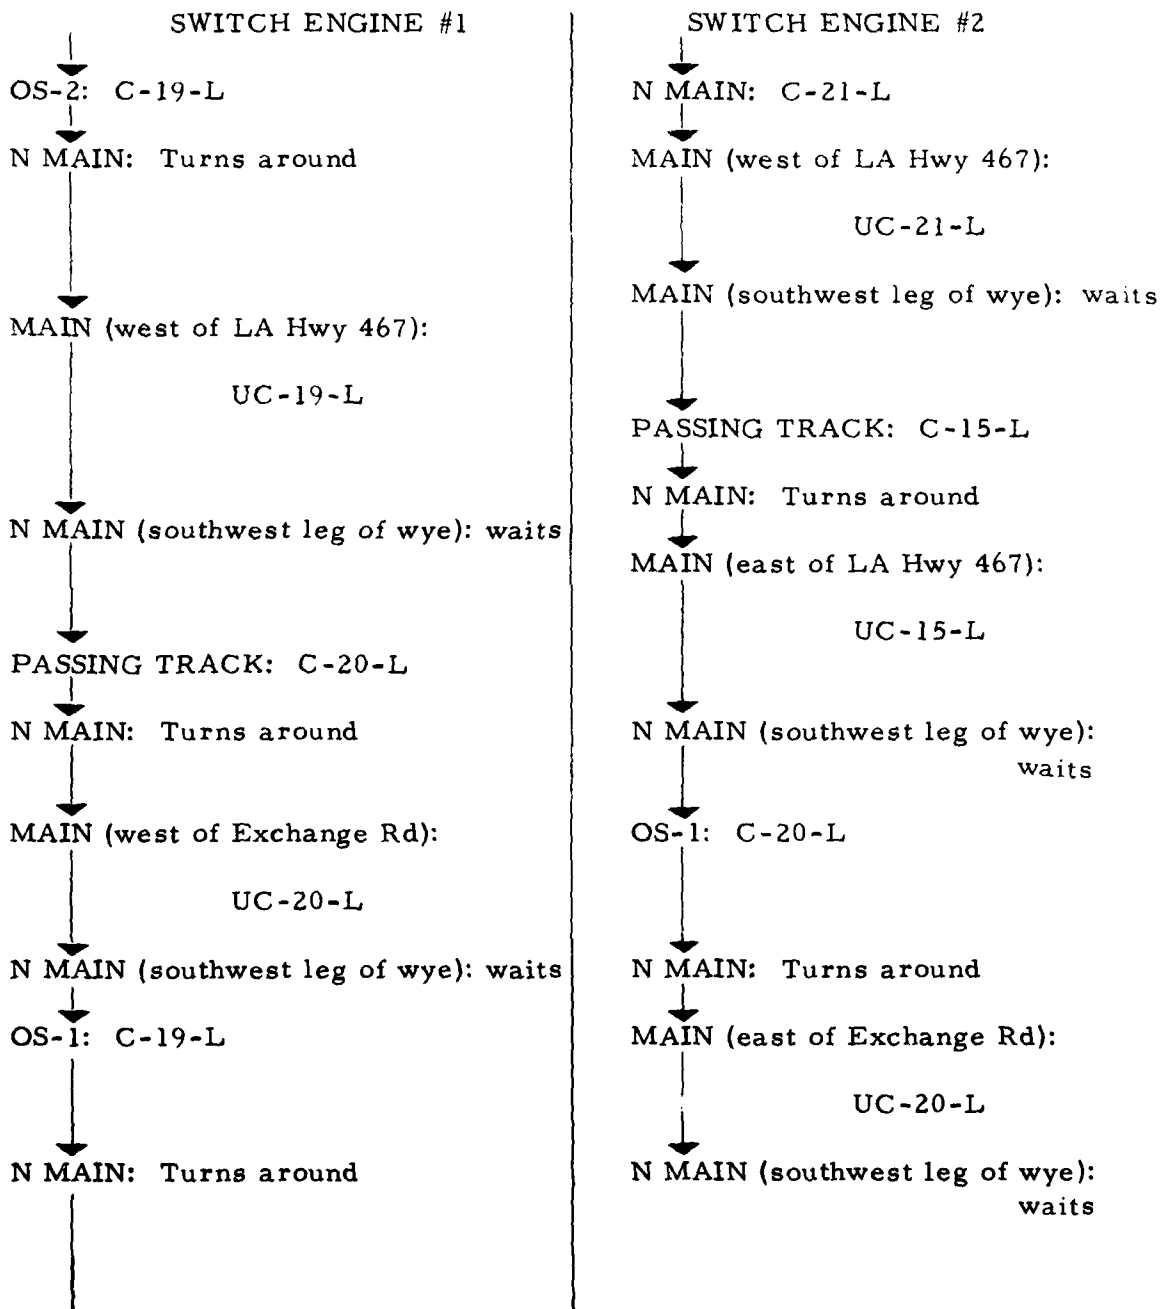 SWITCH ENGINE #1
OS-2: C-19-L
N MAIN: Turns around
MAIN (west of LA Hwy 467):
UC-19-L
N MAIN (southwest leg of wye): waits
PASSING TRACK: C-20-L
N MAIN: Turns around
MAIN (west of Exchange Rd):
UC-20-L
N MAIN (southwest leg of wye): waits
OS-1: C-19-L
N MAIN: Turns around
SWITCH ENGINE #2
N MAIN: C-21-L
MAIN (west of LA Hwy 467):
UC-21-L
MAIN (southwest leg of wye): waits
PASSING TRACK: C-15-L
N MAIN: Turns around
MAIN (east of LA Hwy 467):
UC-15-L
N MAIN (southwest leg of wye):
waits
OS-1: C-20-L
N MAIN: Turns around
MAIN (east of Exchange Rd):
UC-20-L
N MAIN (southwest leg of wye):
waits